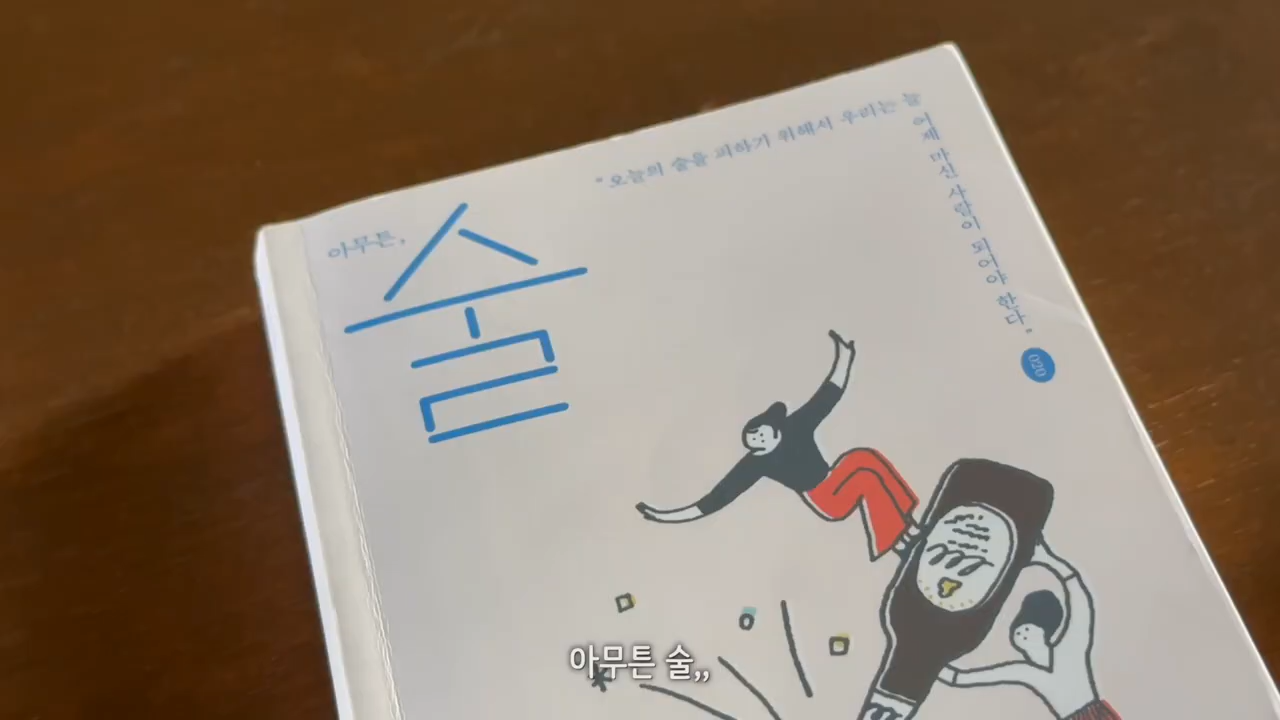 아무튼,
술
"오늘의 술을 피하기 위해서 우리는 늘
어제 마신 사람이 되어야 한다."
020
아무튼 술,,